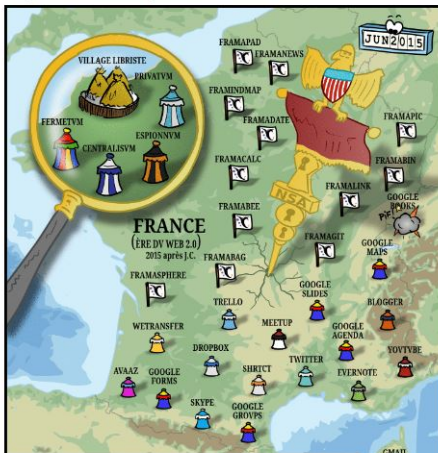 JUN2015
FRAMAPAD
FRAMANEWS
VILLAGE LIBRISTE
PRIVATVM
FRAMINDMAP
FERMETVM
ESPIONNVM
CENTRALISVM
FRAMADATE
FRAMAPIC
FRAMACALC
FRAMABIN
NSA
FRAMALINK
GOOGLE
BOOKS
PIF!
FRANCE
(ÈRE DV WEB 2.0)
2015 après J.C.
FRAMABEE
FRAMAGIT
GOOGLE
MAPS
FRAMABAG
FRAMASPHERE
GOOGLE
SLIDES
TRELLO
BLOGGER
WETRANSFER
MEETUP
GOOGLE
AGENDA
DROPBOX
TWITTER
YOVTVBE
AVAAZ
GOOGLE
FORMS
SHRTCT
EVERNOTE
SKYPE
GOOGLE
GROVPS
GMAIL